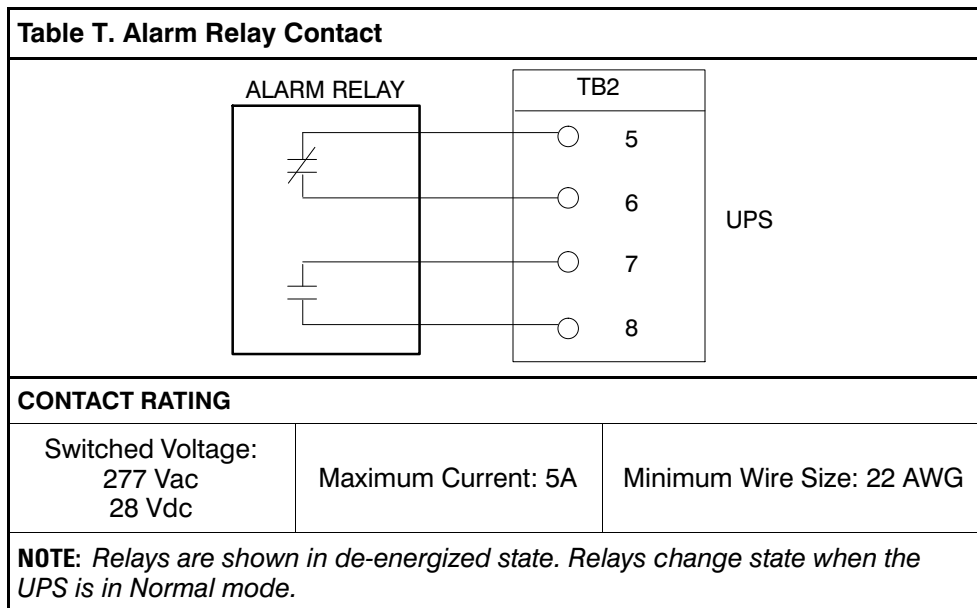 Table T. Alarm Relay Contact
ALARM RELAY
TB2
5
6
UPS
7
8
CONTACT RATING
Switched Voltage:
277 Vac
28 Vdc
Maximum Current: 5A
Minimum Wire Size: 22 AWG
NOTE: Relays are shown in de-energized state. Relays change state when the
UPS is in Normal mode.